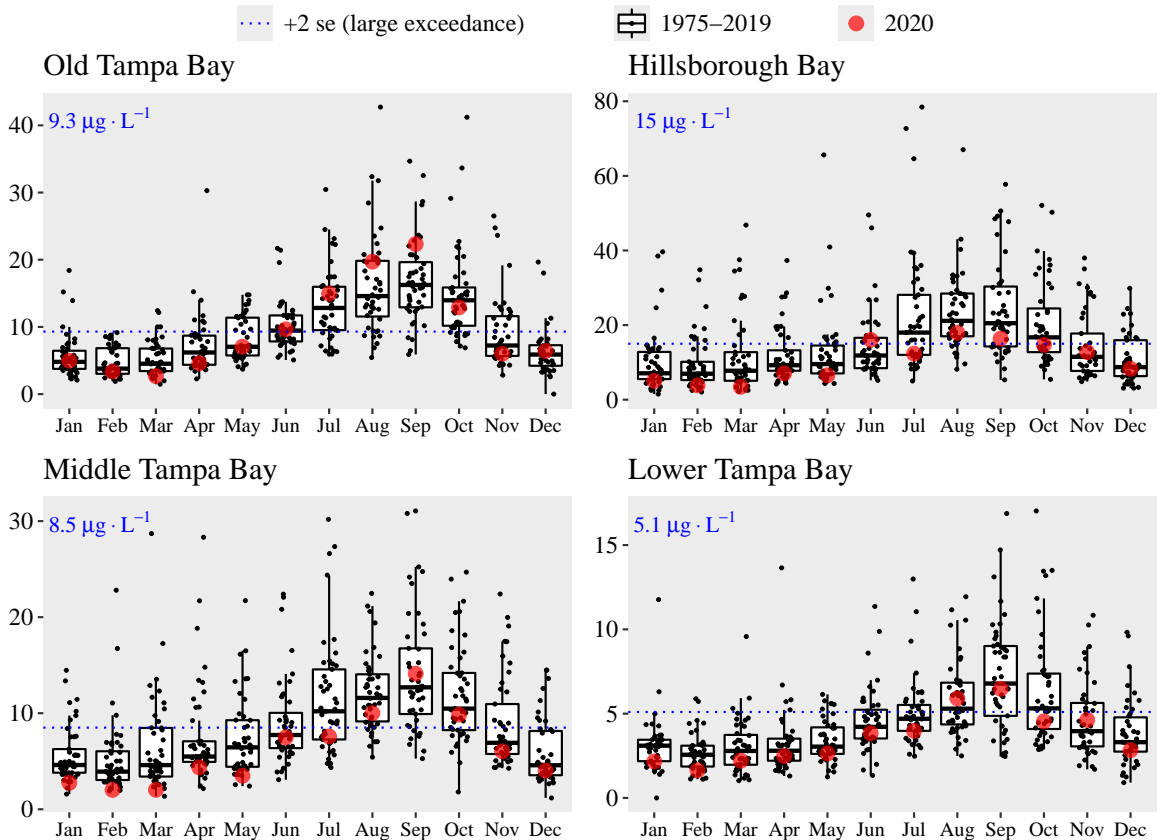 +2 se (large exceedance) 1975–2019 2020
Old Tampa Bay
9.3 μg · L⁻¹
40
30
20
10
0
Jan Feb Mar Apr May Jun Jul Aug Sep Oct Nov Dec
Hillsborough Bay
15 μg · L⁻¹
80
60
40
20
0
Jan Feb Mar Apr May Jun Jul Aug Sep Oct Nov Dec
Middle Tampa Bay
8.5 μg · L⁻¹
30
20
10
0
Jan Feb Mar Apr May Jun Jul Aug Sep Oct Nov Dec
Lower Tampa Bay
5.1 μg · L⁻¹
15
10
5
0
Jan Feb Mar Apr May Jun Jul Aug Sep Oct Nov Dec